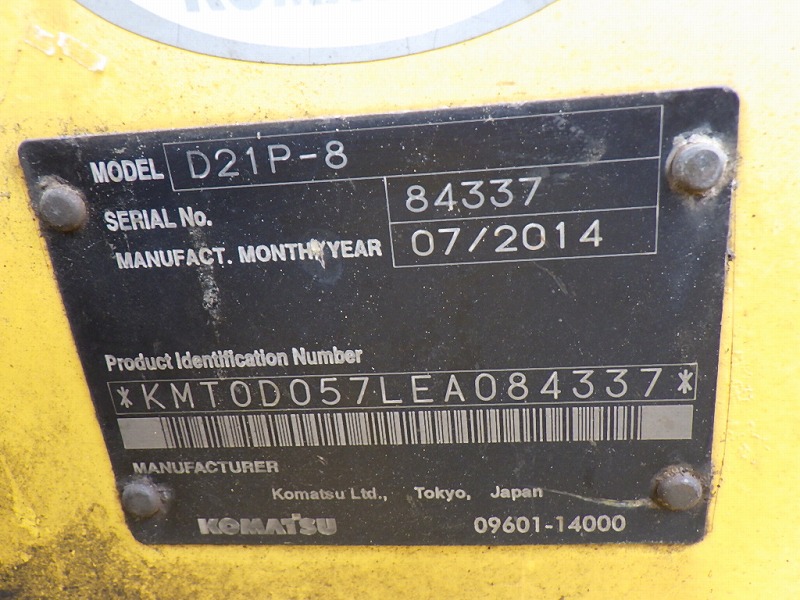 KOMATSU
MODEL D21P-8
SERIAL No. 84337
MANUFACT. MONTH/YEAR 07/2014
Product Identification Number
*KMT0D057LEA084337*
MANUFACTURER
Komatsu Ltd., Tokyo, Japan
KOMATSU 09601-14000